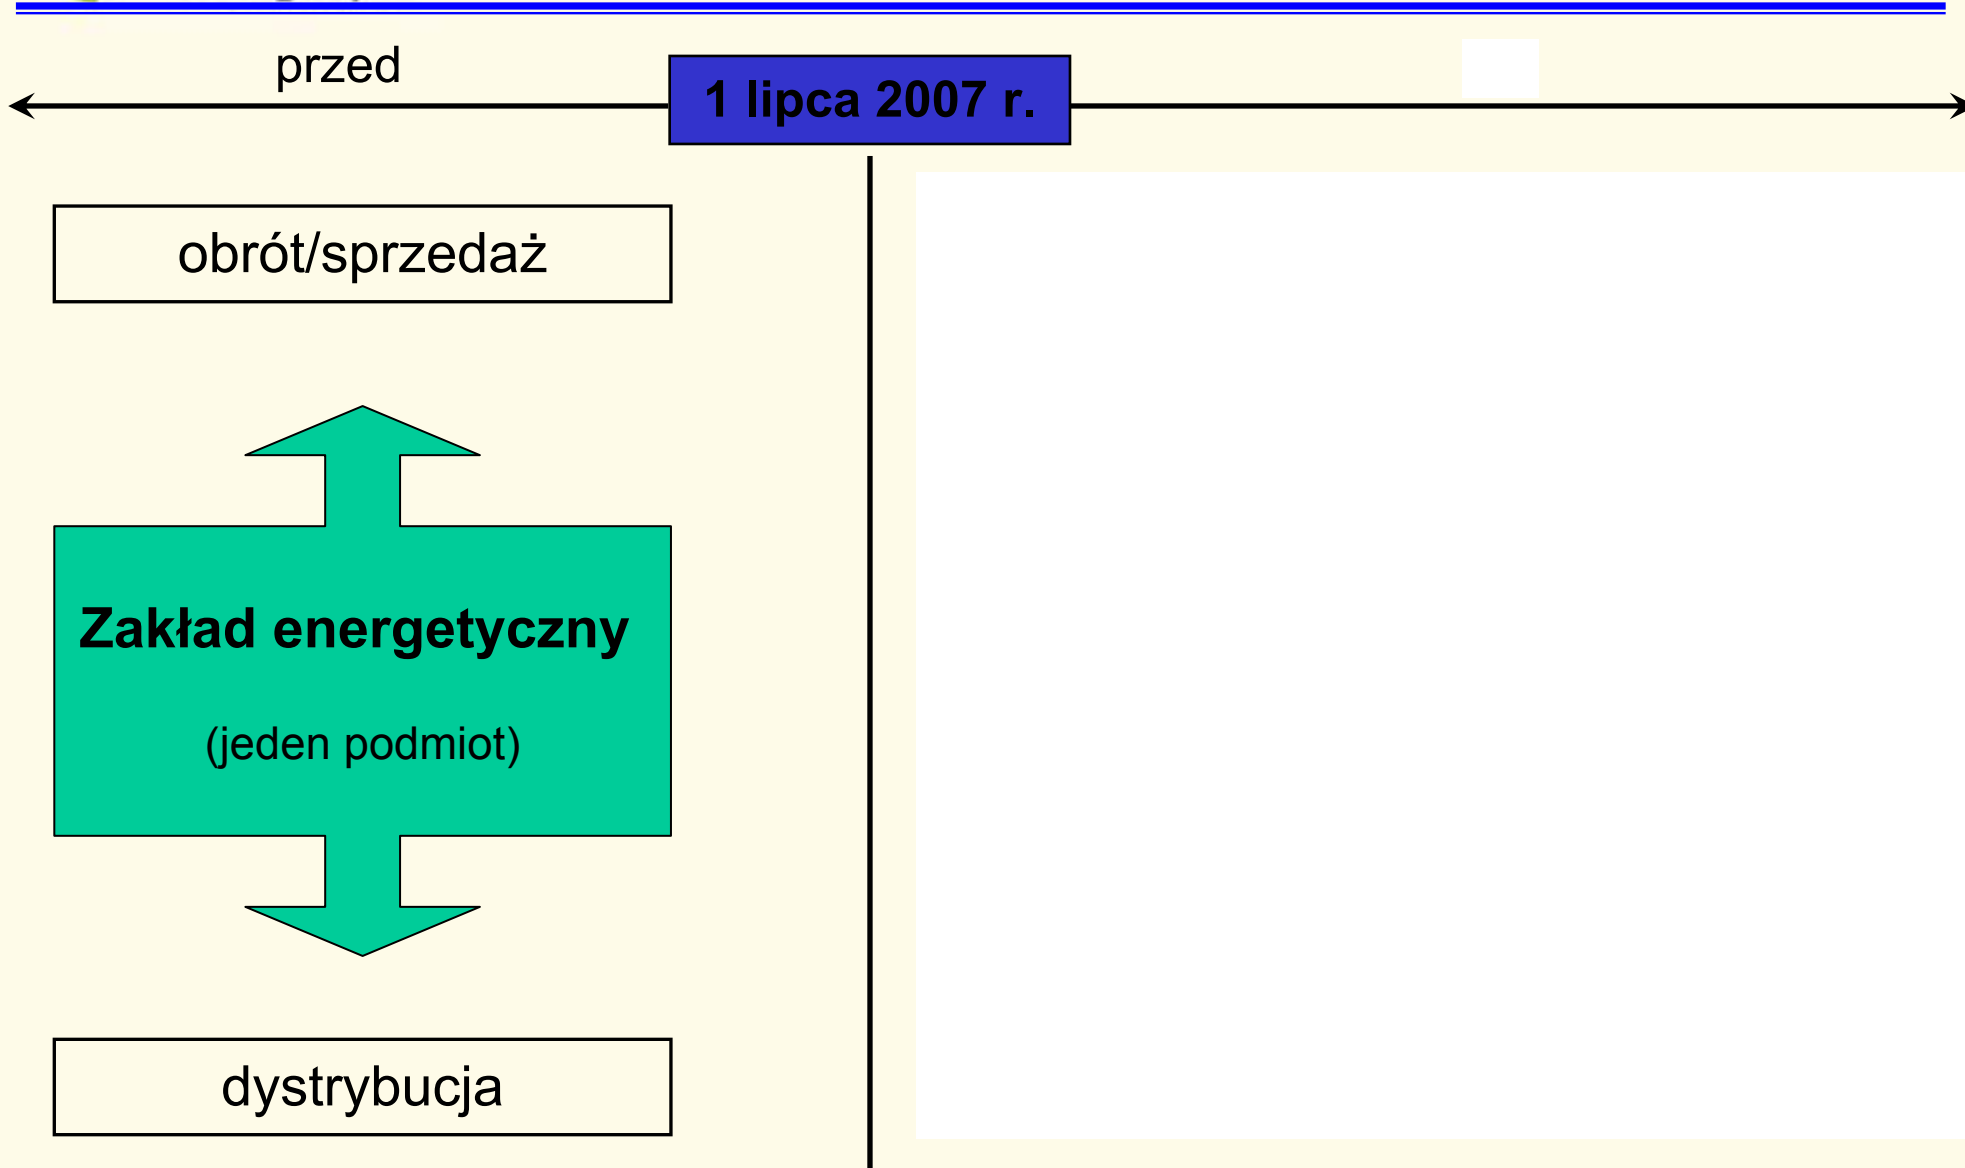 przed
1 lipca 2007 r.
obrót/sprzedaż
Zakład energetyczny
(jeden podmiot)
dystrybucja